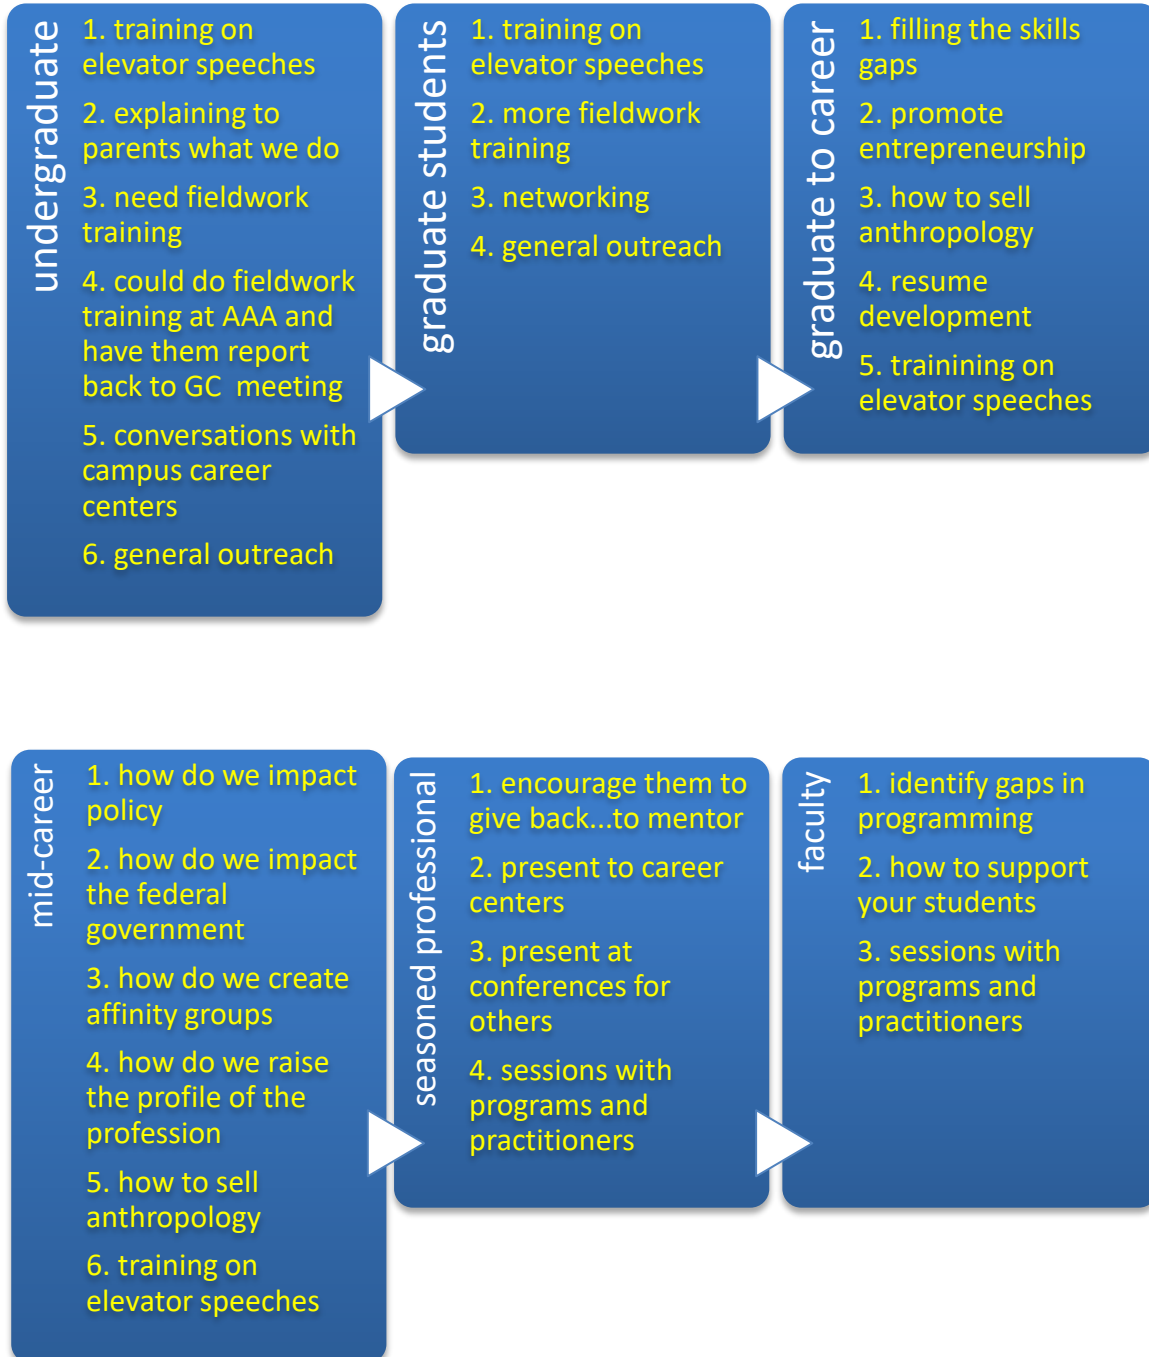 undergraduate
1. training on
elevator speeches
2. explaining to
parents what we do
3. need fieldwork
training
4. could do fieldwork
training at AAA and
have them report
back to GC  meeting
5. conversations with
campus career
centers
6. general outreach
graduate students
1. training on
elevator speeches
2. more fieldwork
training
3. networking
4. general outreach
graduate to career
1. filling the skills
gaps
2. promote
entrepreneurship
3. how to sell
anthropology
4. resume
development
5. trainining on
elevator speeches
mid-career
1. how do we impact
policy
2. how do we impact
the federal
government
3. how do we create
affinity groups
4. how do we raise
the profile of the
profession
5. how to sell
anthropology
6. training on
elevator speeches
seasoned professional
1. encourage them to
give back...to mentor
2. present to career
centers
3. present at
conferences for
others
4. sessions with
programs and
practitioners
faculty
1. identify gaps in
programming
2. how to support
your students
3. sessions with
programs and
practitioners